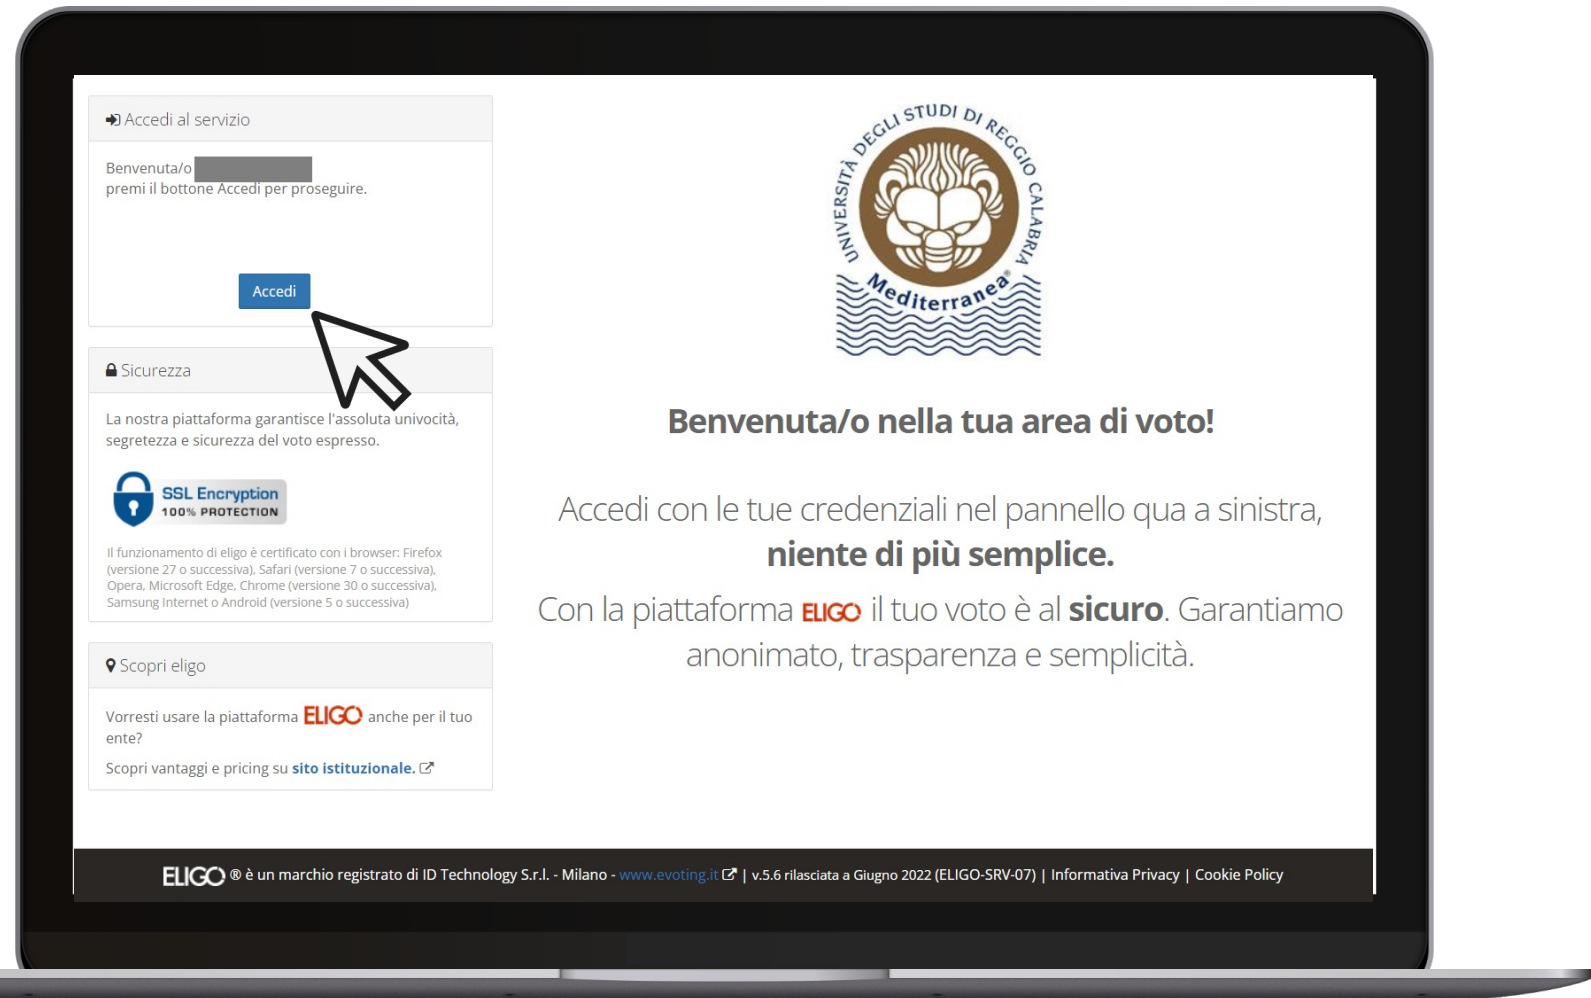 Accedi al servizio
Benvenuta/o
premi il bottone Accedi per proseguire.
Accedi
Sicurezza
La nostra piattaforma garantisce l'assoluta univocità,
segretezza e sicurezza del voto espresso.
SSL Encryption
100% PROTECTION
Il funzionamento di eligo è certificato con i browser: Firefox
(versione 27 o successiva), Safari (versione 7 o successiva),
Opera, Microsoft Edge, Chrome (versione 30 o successiva),
Samsung Internet o Android (versione 5 o successiva)
Scopri eligo
Vorresti usare la piattaforma ELIGO anche per il tuo
ente?
Scopri vantaggi e pricing su sito istituzionale.
UNIVERSITÀ DEGLI STUDI DI REGGIO CALABRIA
Mediterranea®
Benvenuta/o nella tua area di voto!
Accedi con le tue credenziali nel pannello qua a sinistra,
niente di più semplice.
Con la piattaforma ELIGO il tuo voto è al sicuro. Garantiamo
anonimato, trasparenza e semplicità.
ELIGO ® è un marchio registrato di ID Technology S.r.l. - Milano - www.evoting.it | v.5.6 rilasciata a Giugno 2022 (ELIGO-SRV-07) | Informativa Privacy | Cookie Policy